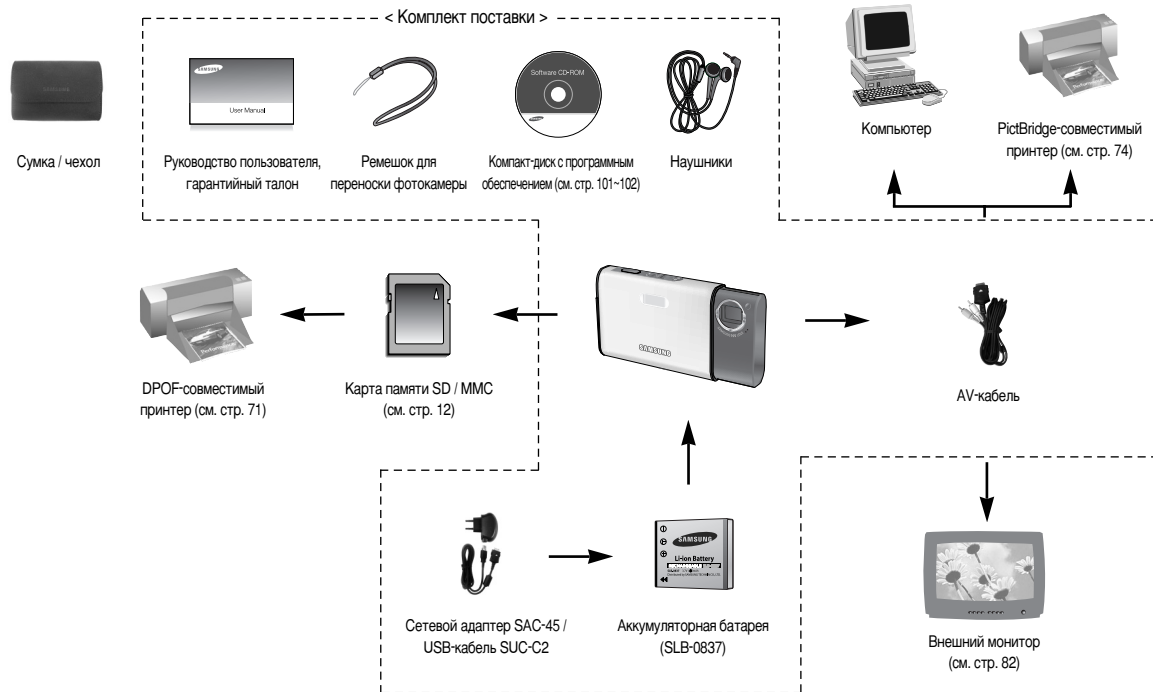 < Комплект поставки >
SAMSUNG
SAMSUNG
User Manual
Software CD-ROM
Сумка / чехол
Руководство пользователя,
гарантийный талон
Ремешок для
переноски фотокамеры
Компакт-диск с программным
обеспечением (см. стр. 101~102)
Наушники
Компьютер
PictBridge-совместимый
принтер (см. стр. 74)
SAMSUNG
DPOF-совместимый
принтер (см. стр. 71)
Карта памяти SD / MMC
(см. стр. 12)
AV-кабель
SAMSUNG
Li-ion Battery
Сетевой адаптер SAC-45 /
USB-кабель SUC-C2
Аккумуляторная батарея
(SLB-0837)
Внешний монитор
(см. стр. 82)